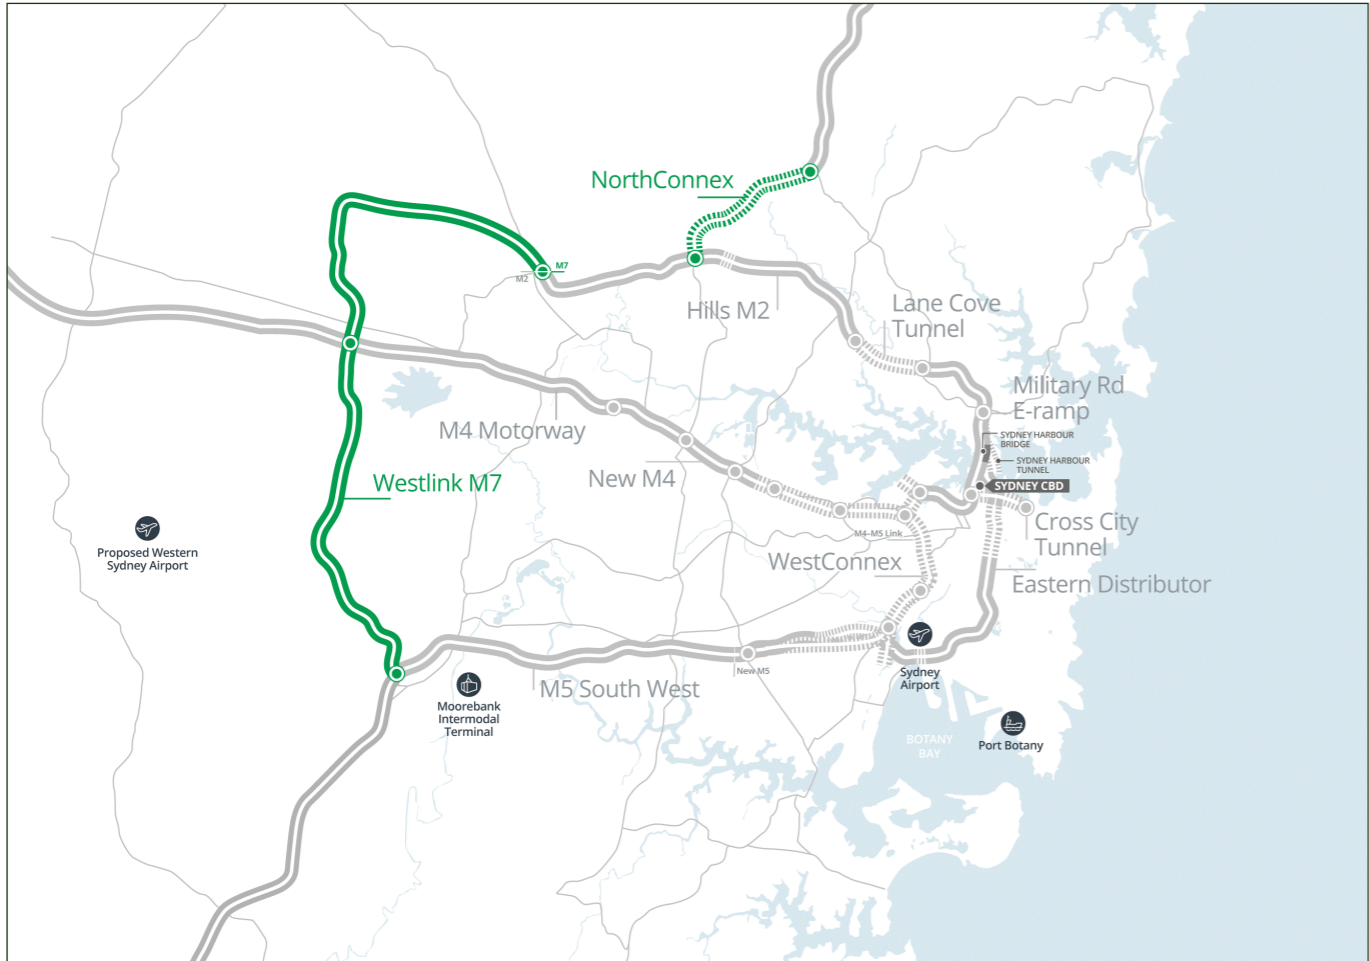 NorthConnex
M7
M2
Hills M2
Lane Cove
Tunnel
Military Rd
E-ramp
M4 Motorway
SYDNEY HARBOUR
BRIDGE
SYDNEY HARBOUR
TUNNEL
New M4
Westlink M7
SYDNEY CBD
Cross City
Tunnel
M4-M5 Link
Proposed Western
Sydney Airport
WestConnex
Eastern Distributor
New M5
Sydney
Airport
M5 South West
Moorebank
Intermodal
Terminal
BOTANY
BAY
Port Botany